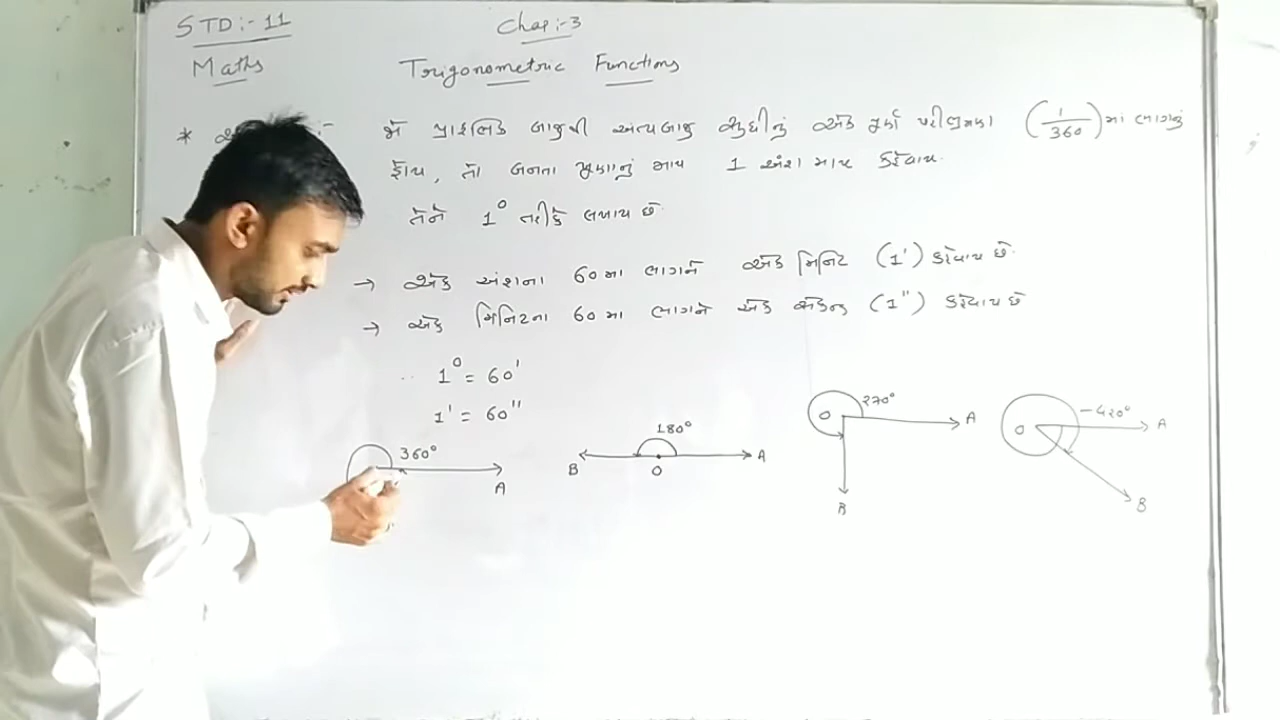 STD:- 11
Chap:-3
Maths
Trigonometric Functions
* :- જો પ્રારંભિક બાજુથી અંત્યબાજુ સુધીનું એક પૂર્ણ પરીભ્રમણ (1/360) માં ભાગનું
હોય, તો બનતા ખૂણાનું માપ 1 અંશ માપ કહેવાય.
તેને 1° તરીકે લખાય છે.
→ એક અંશના 60 મા ભાગને એક મિનિટ (1') કહેવાય છે.
→ એક મિનિટના 60 મા ભાગને એક સેકન્ડ (1") કહેવાય છે
1° = 60'
1' = 60"
360° A
B 180° O A
O 270° A B
O -420° A B